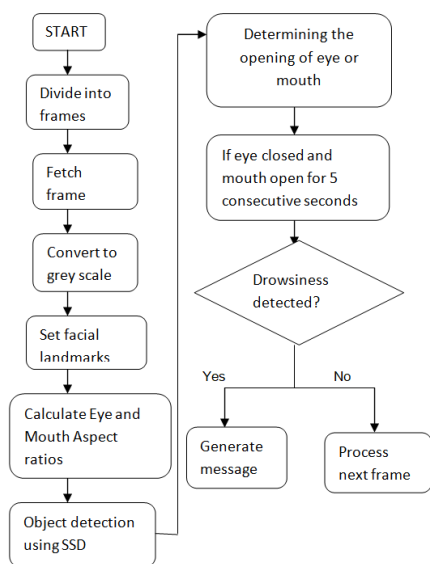 START
Divide into
frames
Fetch
frame
Convert to
grey scale
Set facial
landmarks
Calculate Eye and
Mouth Aspect
ratios
Object detection
using SSD
Determining the
opening of eye or
mouth
If eye closed and
mouth open for 5
consecutive seconds
Drowsiness
detected?
Yes
No
Generate
message
Process
next frame